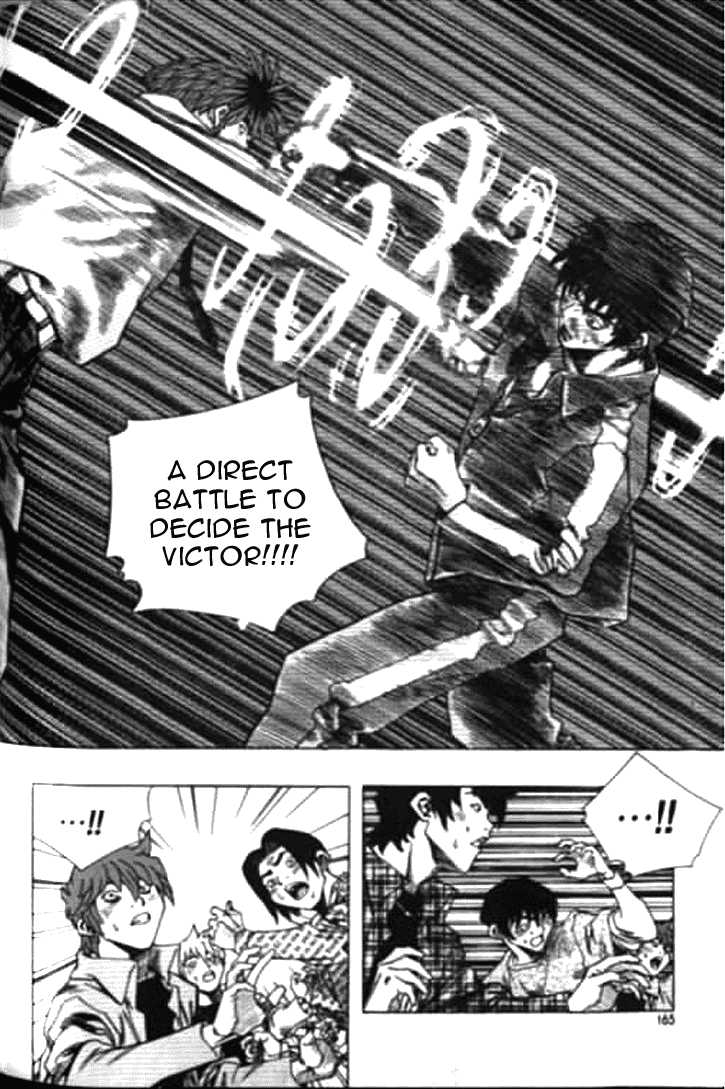 A DIRECT
BATTLE TO
DECIDE THE
VICTOR!!!!
...!!
...!!
165